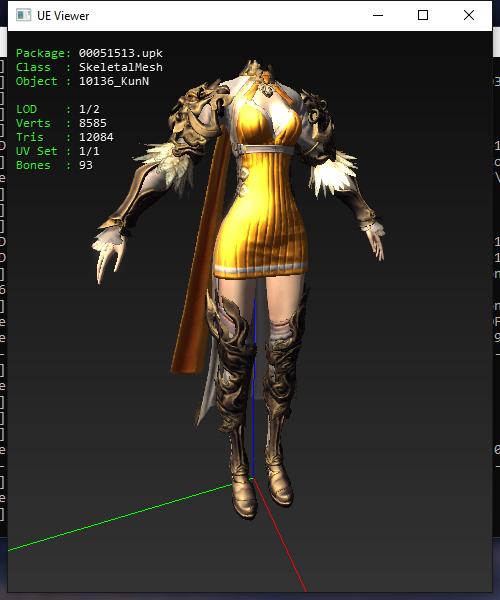 UE Viewer
Package: 00051513.upk
Class : SkeletalMesh
Object : 10136_KunN
LOD : 1/2
Verts : 8585
Tris : 12084
UV Set : 1/1
Bones : 93